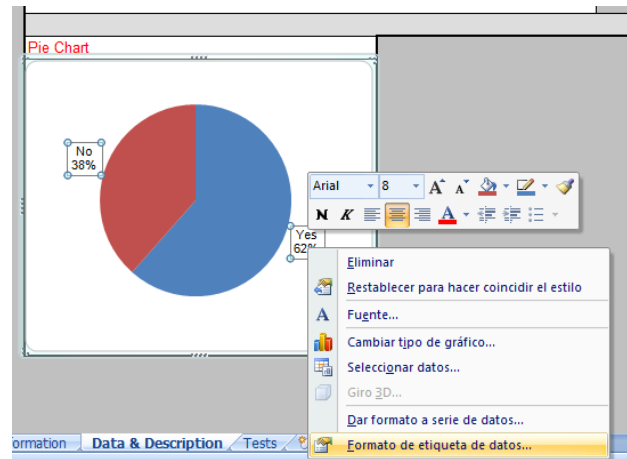 Pie Chart
No
38%
Yes
62%
Arial 8 A A
N K A
Eliminar
Restablecer para hacer coincidir el estilo
A Fuente...
Cambiar tipo de gráfico...
Seleccionar datos...
Giro 3D...
Dar formato a serie de datos...
Formato de etiqueta de datos...
ormation Data & Description Tests